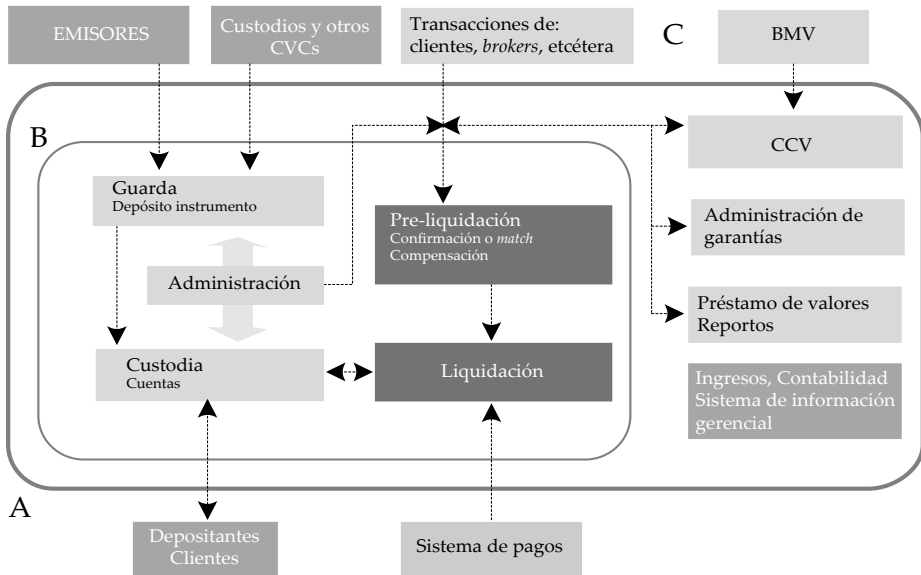 EMISORES
Custodios y otros
CVCs
Transacciones de:
clientes, brokers, etcétera
C
BMV
B
CCV
Guarda
Depósito instrumento
Pre-liquidación
Confirmación o match
Compensación
Administración de
garantías
Administración
Préstamo de valores
Reportos
Custodia
Cuentas
Liquidación
Ingresos, Contabilidad
Sistema de información
gerencial
A
Depositantes
Clientes
Sistema de pagos